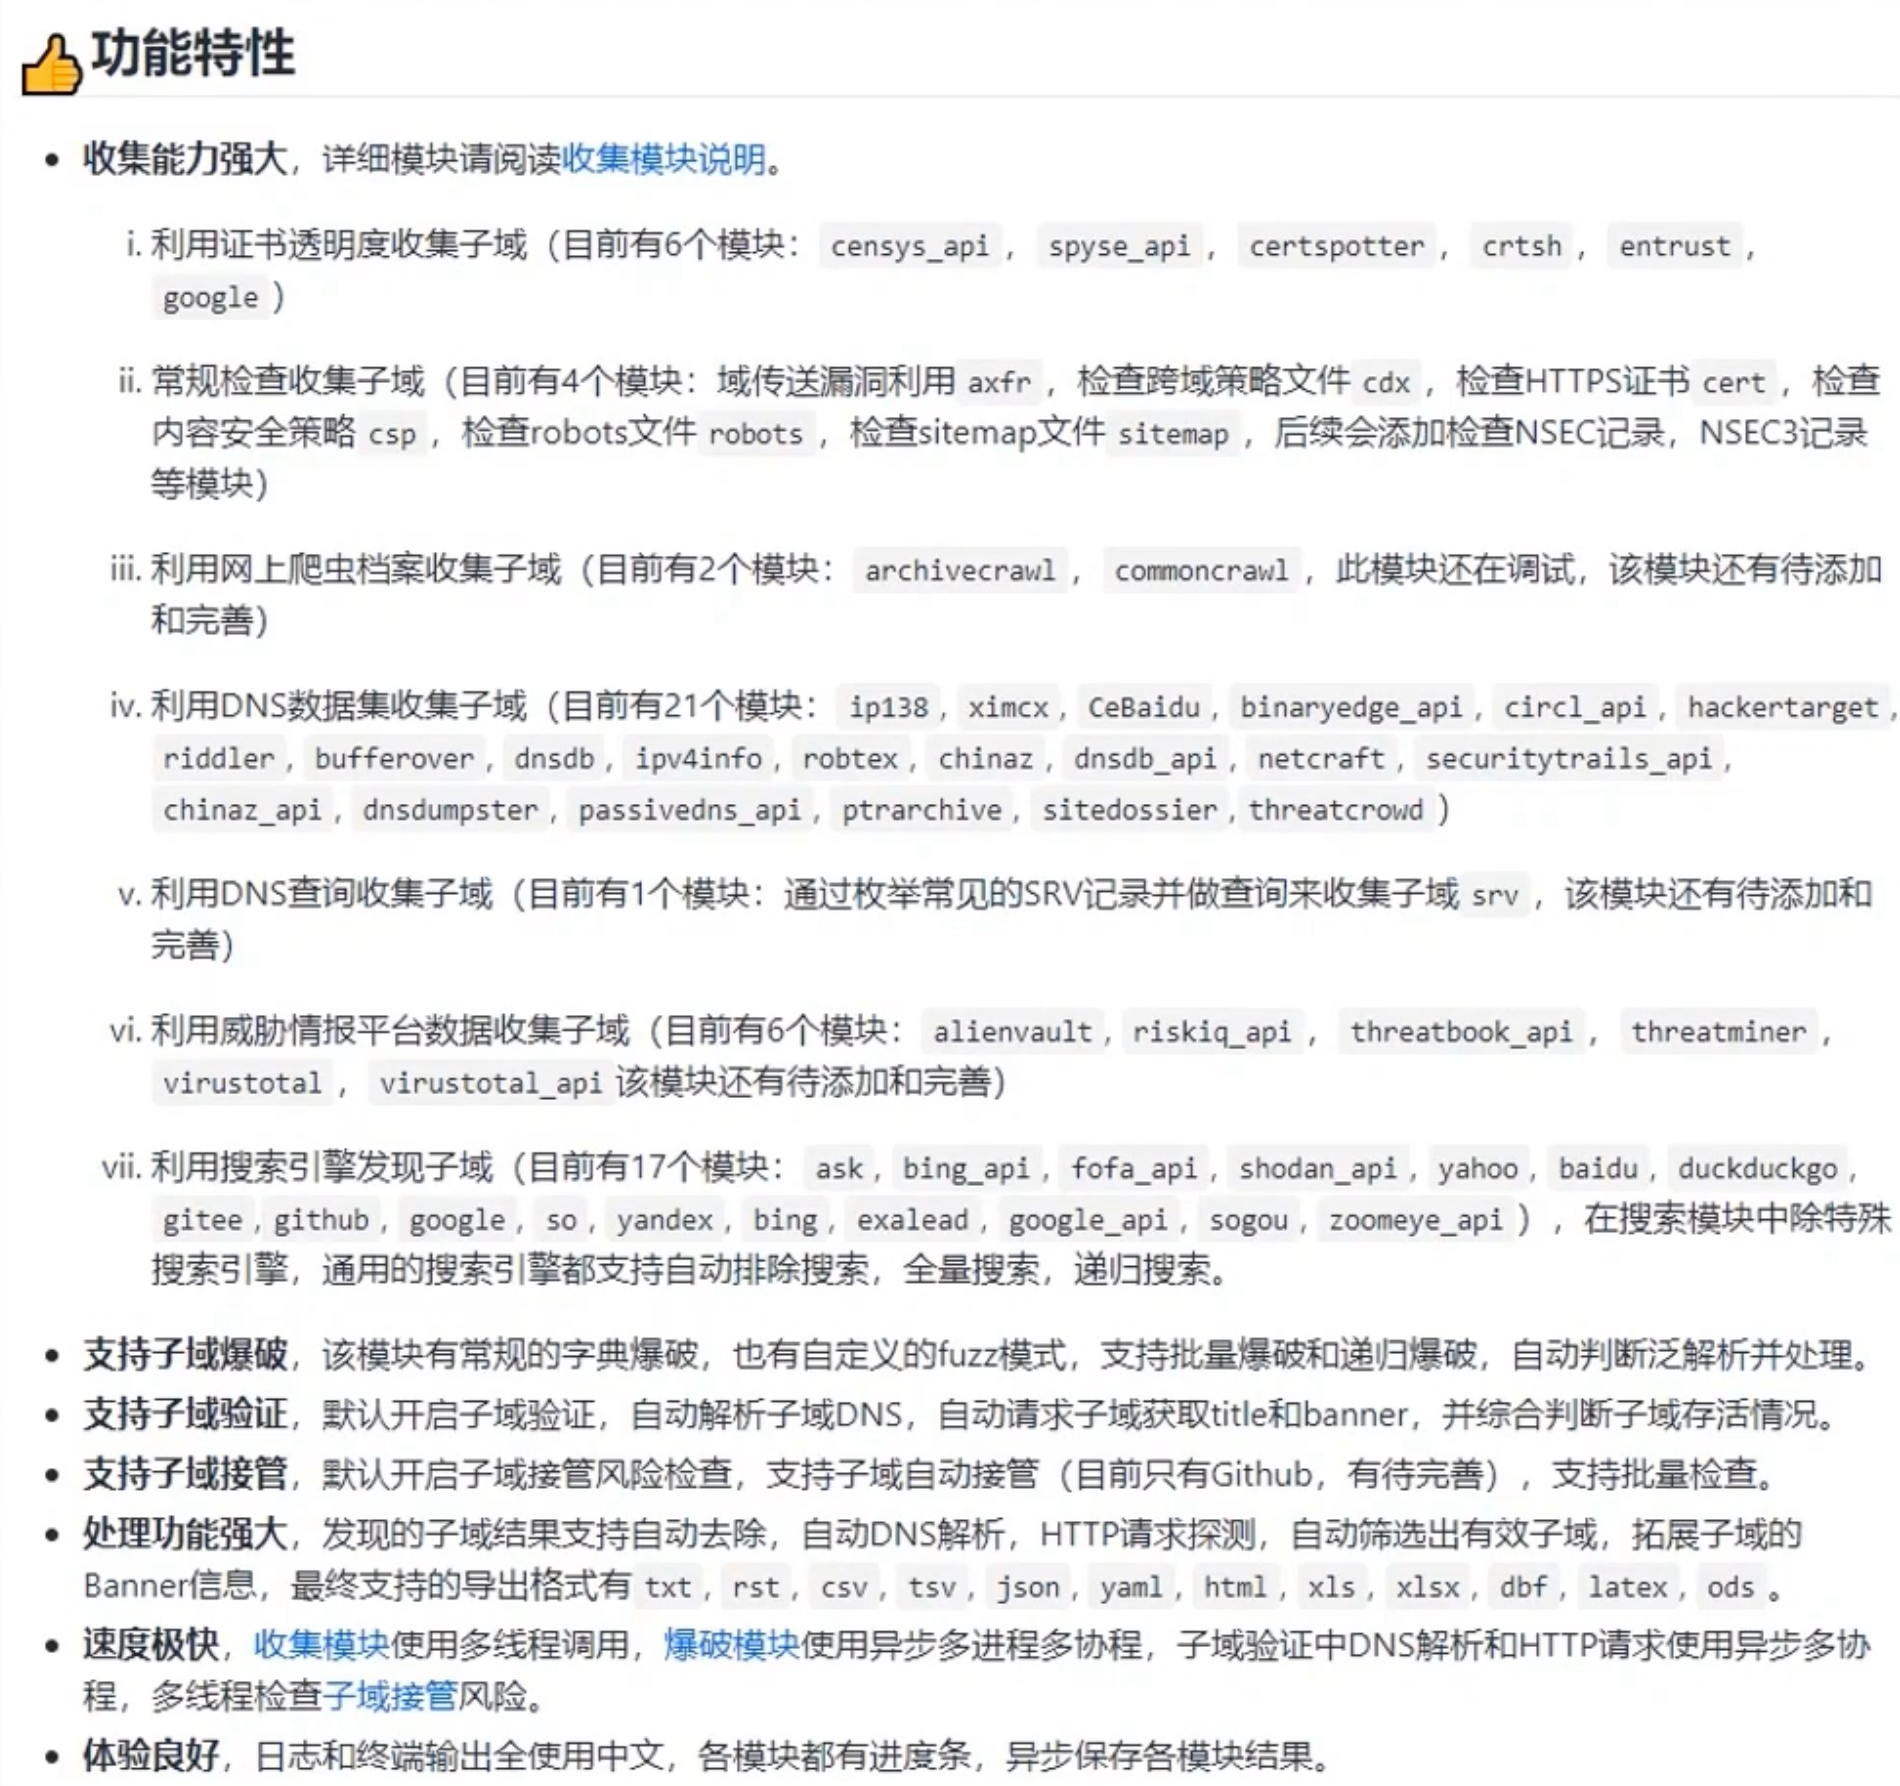 👍功能特性
• 收集能力强大，详细模块请阅读收集模块说明。
i. 利用证书透明度收集子域（目前有6个模块： censys_api ， spyse_api ， certspotter ， crtsh ， entrust ，
google ）
ii. 常规检查收集子域（目前有4个模块：域传送漏洞利用 axfr ，检查跨域策略文件 cdx ，检查HTTPS证书 cert ，检查
内容安全策略 csp ，检查robots文件 robots ，检查sitemap文件 sitemap ，后续会添加检查NSEC记录，NSEC3记录
等模块）
iii. 利用网上爬虫档案收集子域（目前有2个模块： archivecrawl ， commoncrawl ，此模块还在调试，该模块还有待添加
和完善）
iv. 利用DNS数据集收集子域（目前有21个模块： ip138 , ximcx , CeBaidu , binaryedge_api , circl_api , hackertarget ,
riddler , bufferover , dnsdb , ipv4info , robtex , chinaz , dnsdb_api , netcraft , securitytrails_api ,
chinaz_api , dnsdumpster , passivedns_api , ptrarchive , sitedossier , threatcrowd ）
v. 利用DNS查询收集子域（目前有1个模块：通过枚举常见的SRV记录并做查询来收集子域 srv ，该模块还有待添加和
完善）
vi. 利用威胁情报平台数据收集子域（目前有6个模块： alienvault , riskiq_api ， threatbook_api ， threatminer ，
virustotal ， virustotal_api 该模块还有待添加和完善）
vii. 利用搜索引擎发现子域（目前有17个模块： ask , bing_api , fofa_api , shodan_api , yahoo , baidu , duckduckgo ,
gitee , github , google , so , yandex , bing , exalead , google_api , sogou , zoomeye_api ），在搜索模块中除特殊
搜索引擎，通用的搜索引擎都支持自动排除搜索，全量搜索，递归搜索。
• 支持子域爆破，该模块有常规的字典爆破，也有自定义的fuzz模式，支持批量爆破和递归爆破，自动判断泛解析并处理。
• 支持子域验证，默认开启子域验证，自动解析子域DNS，自动请求子域获取title和banner，并综合判断子域存活情况。
• 支持子域接管，默认开启子域接管风险检查，支持子域自动接管（目前只有Github，有待完善），支持批量检查。
• 处理功能强大，发现的子域结果支持自动去除，自动DNS解析，HTTP请求探测，自动筛选出有效子域，拓展子域的
Banner信息，最终支持的导出格式有 txt , rst , csv , tsv , json , yaml , html , xls , xlsx , dbf , latex , ods 。
• 速度极快，收集模块使用多线程调用，爆破模块使用异步多进程多协程，子域验证中DNS解析和HTTP请求使用异步多协
程，多线程检查子域接管风险。
• 体验良好，日志和终端输出全使用中文，各模块都有进度条，异步保存各模块结果。